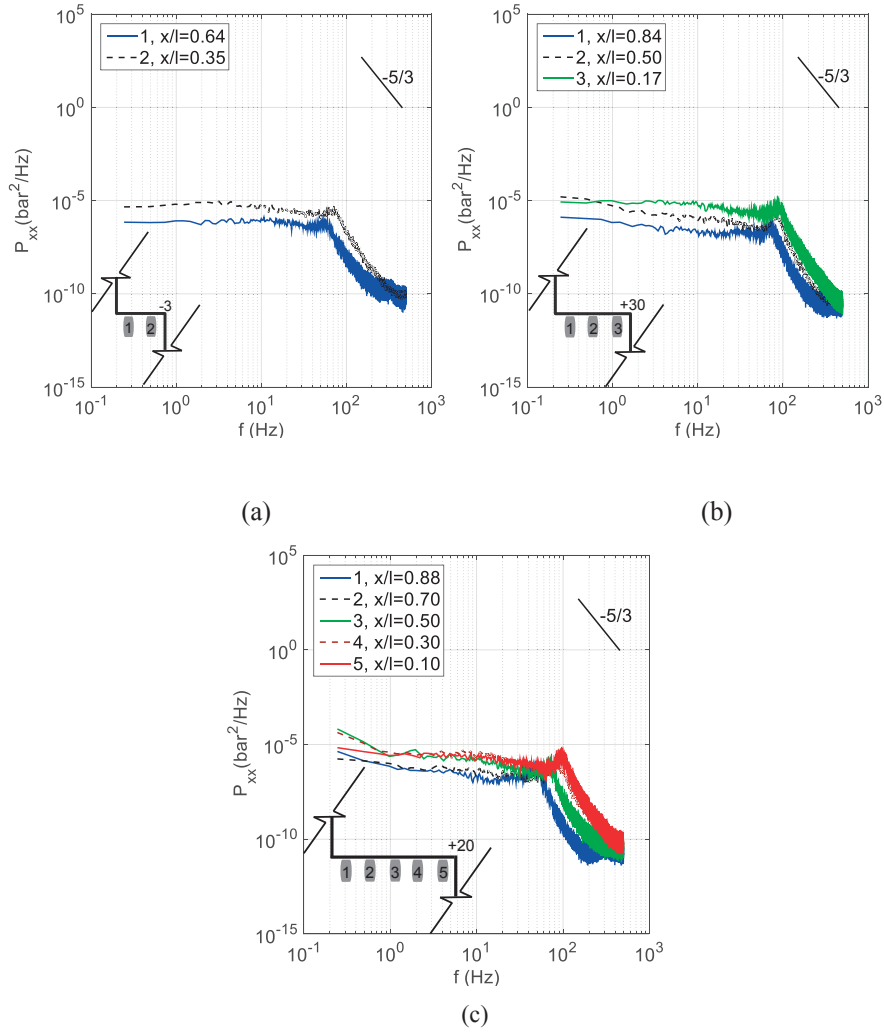 1, x/l=0.64
2, x/l=0.35
-5/3
10^5
10^0
10^-5
10^-10
10^-15
P_xx(bar^2/Hz)
-3
1 2
10^-1 10^0 10^1 10^2 10^3
f (Hz)
(a)
1, x/l=0.84
2, x/l=0.50
3, x/l=0.17
-5/3
10^5
10^0
10^-5
10^-10
10^-15
P_xx(bar^2/Hz)
+30
1 2 3
10^-1 10^0 10^1 10^2 10^3
f (Hz)
(b)
1, x/l=0.88
2, x/l=0.70
3, x/l=0.50
4, x/l=0.30
5, x/l=0.10
-5/3
10^5
10^0
10^-5
10^-10
10^-15
P_xx(bar^2/Hz)
+20
1 2 3 4 5
10^-1 10^0 10^1 10^2 10^3
f (Hz)
(c)